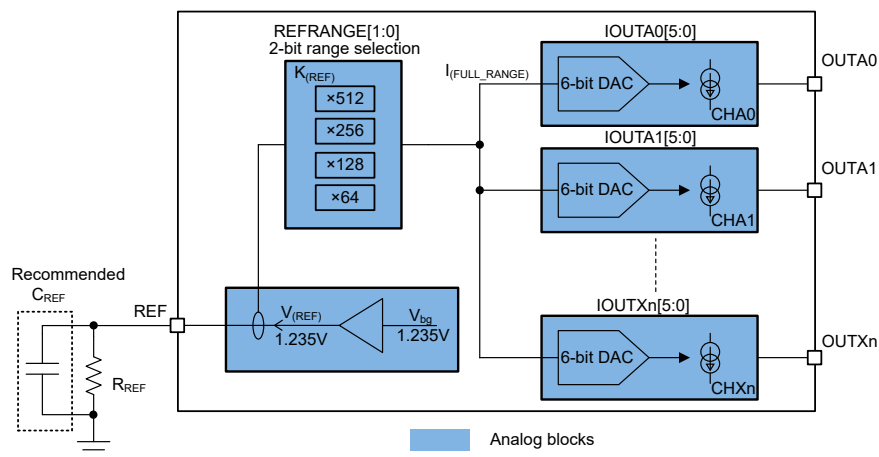 REFRANGE[1:0]
2-bit range selection
K(REF)
×512
×256
×128
×64
I(FULL_RANGE)
IOUTA0[5:0]
6-bit DAC
CHA0
OUTA0
IOUTA1[5:0]
6-bit DAC
CHA1
OUTA1
IOUTXn[5:0]
6-bit DAC
CHXn
OUTXn
Recommended
CREF
REF
RREF
V(REF)
1.235V
Vbg
1.235V
Analog blocks